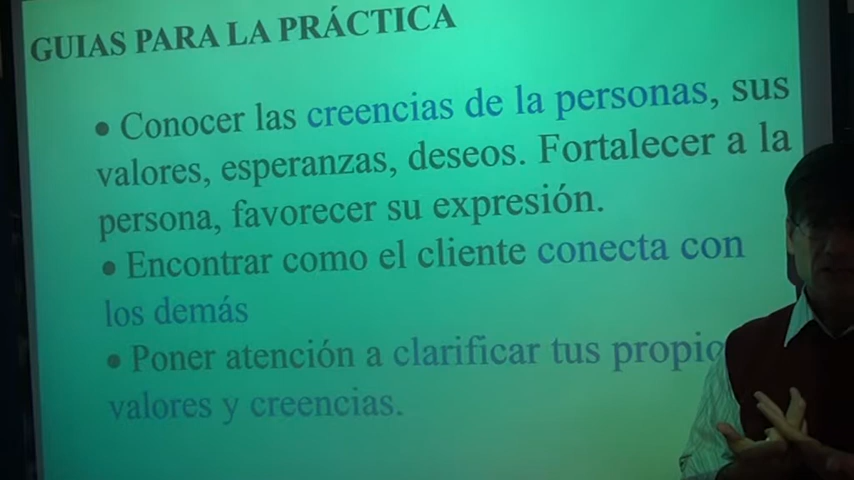 GUIAS PARA LA PRÁCTICA
• Conocer las creencias de la personas, sus
valores, esperanzas, deseos. Fortalecer a la
persona, favorecer su expresión.
• Encontrar como el cliente conecta con
los demás
• Poner atención a clarificar tus propio
valores y creencias.